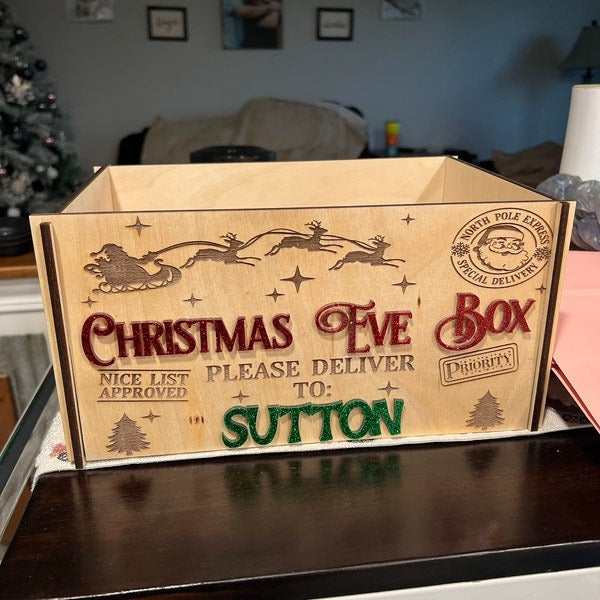 NORTH POLE EXPRESS
SPECIAL DELIVERY
CHRISTMAS EVE BOX
NICE LIST
APPROVED
PLEASE DELIVER
TO:
PRIORITY
SUTTON